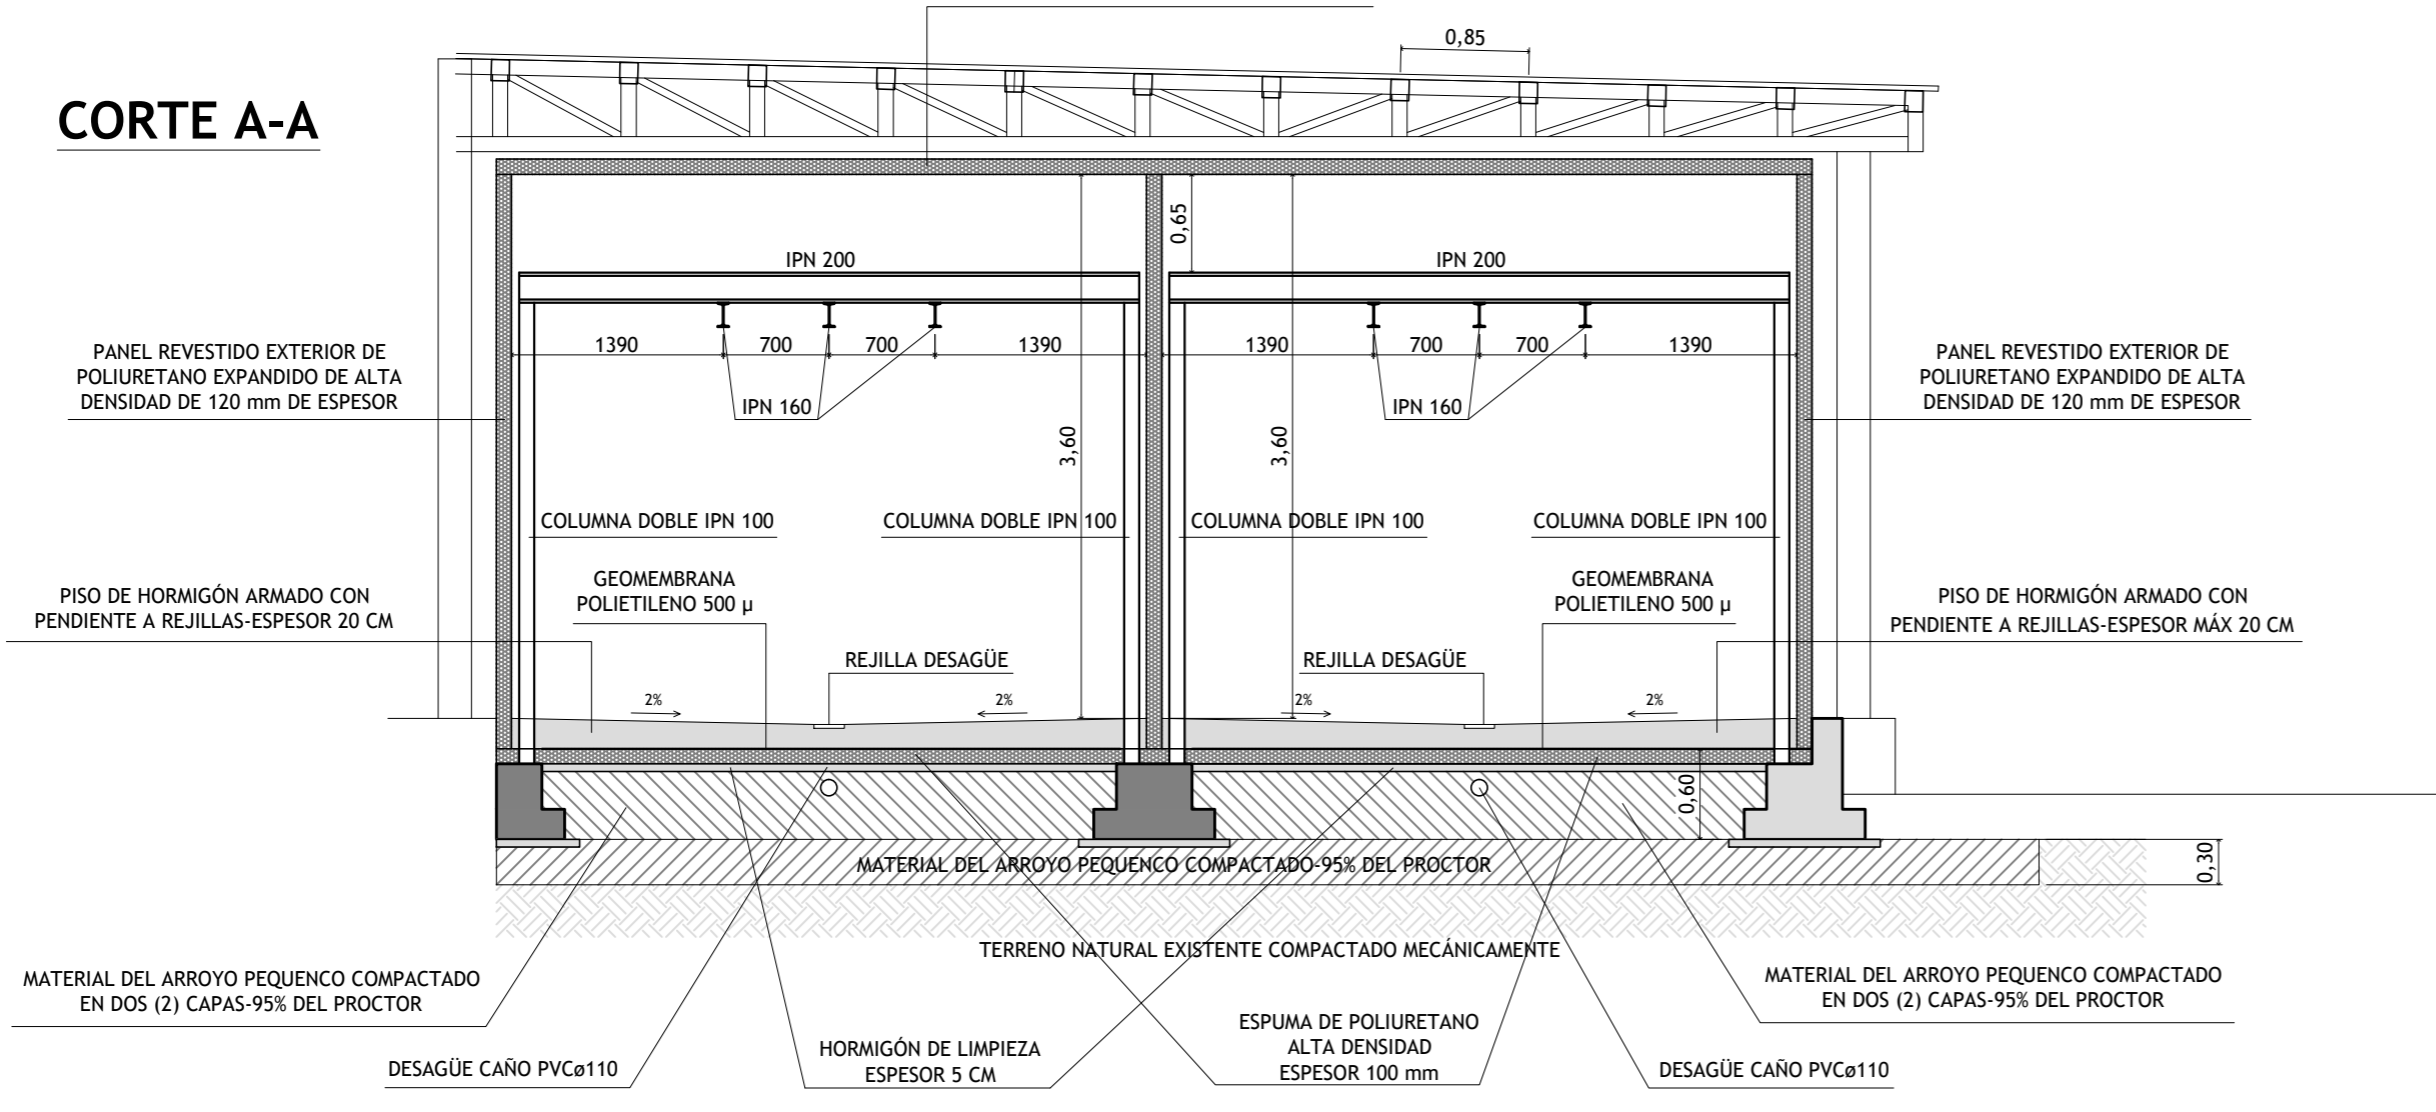 0,85
CORTE A-A
0,65
IPN 200
IPN 200
1390
700
700
1390
1390
700
700
1390
PANEL REVESTIDO EXTERIOR DE
POLIURETANO EXPANDIDO DE ALTA
DENSIDAD DE 120 mm DE ESPESOR
PANEL REVESTIDO EXTERIOR DE
POLIURETANO EXPANDIDO DE ALTA
DENSIDAD DE 120 mm DE ESPESOR
IPN 160
IPN 160
3,60
3,60
COLUMNA DOBLE IPN 100
COLUMNA DOBLE IPN 100
COLUMNA DOBLE IPN 100
COLUMNA DOBLE IPN 100
PISO DE HORMIGÓN ARMADO CON
PENDIENTE A REJILLAS-ESPESOR 20 CM
GEOMEMBRANA
POLIETILENO 500 µ
GEOMEMBRANA
POLIETILENO 500 µ
PISO DE HORMIGÓN ARMADO CON
PENDIENTE A REJILLAS-ESPESOR MÁX 20 CM
REJILLA DESAGÜE
REJILLA DESAGÜE
2%
2%
2%
2%
0,60
MATERIAL DEL ARROYO PEQUENCO COMPACTADO-95% DEL PROCTOR
0,30
TERRENO NATURAL EXISTENTE COMPACTADO MECÁNICAMENTE
MATERIAL DEL ARROYO PEQUENCO COMPACTADO
EN DOS (2) CAPAS-95% DEL PROCTOR
MATERIAL DEL ARROYO PEQUENCO COMPACTADO
EN DOS (2) CAPAS-95% DEL PROCTOR
DESAGÜE CAÑO PVCø110
HORMIGÓN DE LIMPIEZA
ESPESOR 5 CM
ESPUMA DE POLIURETANO
ALTA DENSIDAD
ESPESOR 100 mm
DESAGÜE CAÑO PVCø110